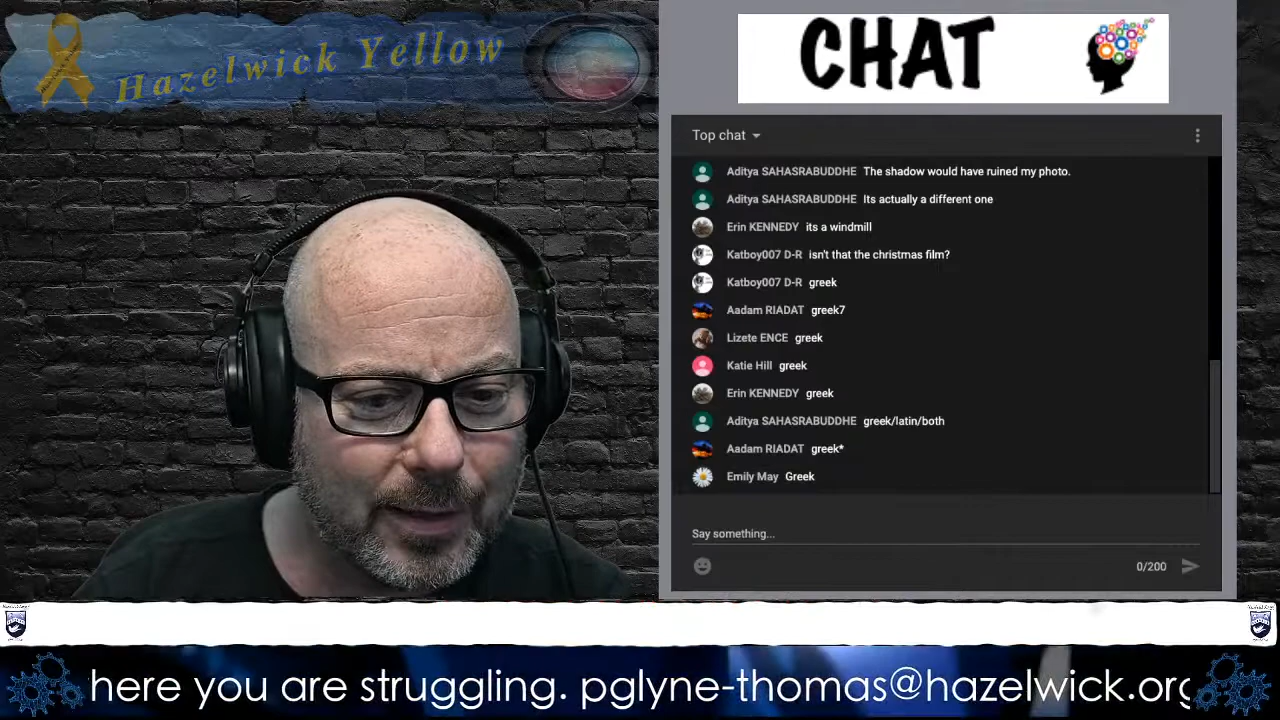 Hazelwick Yellow
CHAT
Top chat
Aditya SAHASRABUDDHE The shadow would have ruined my photo.
Aditya SAHASRABUDDHE Its actually a different one
Erin KENNEDY its a windmill
Katboy007 D-R isn't that the christmas film?
Katboy007 D-R greek
Aadam RIADAT greek7
Lizete ENCE greek
Katie Hill greek
Erin KENNEDY greek
Aditya SAHASRABUDDHE greek/latin/both
Aadam RIADAT greek*
Emily May Greek
Say something...
0/200
here you are struggling. pglyne-thomas@hazelwick.org